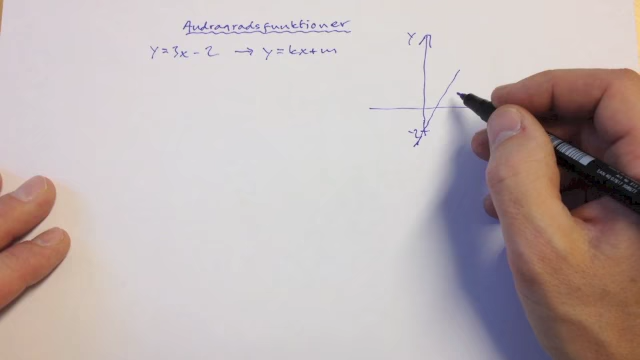 Andragradsfunktioner
y=3x-2 → y=kx+m
y
-2